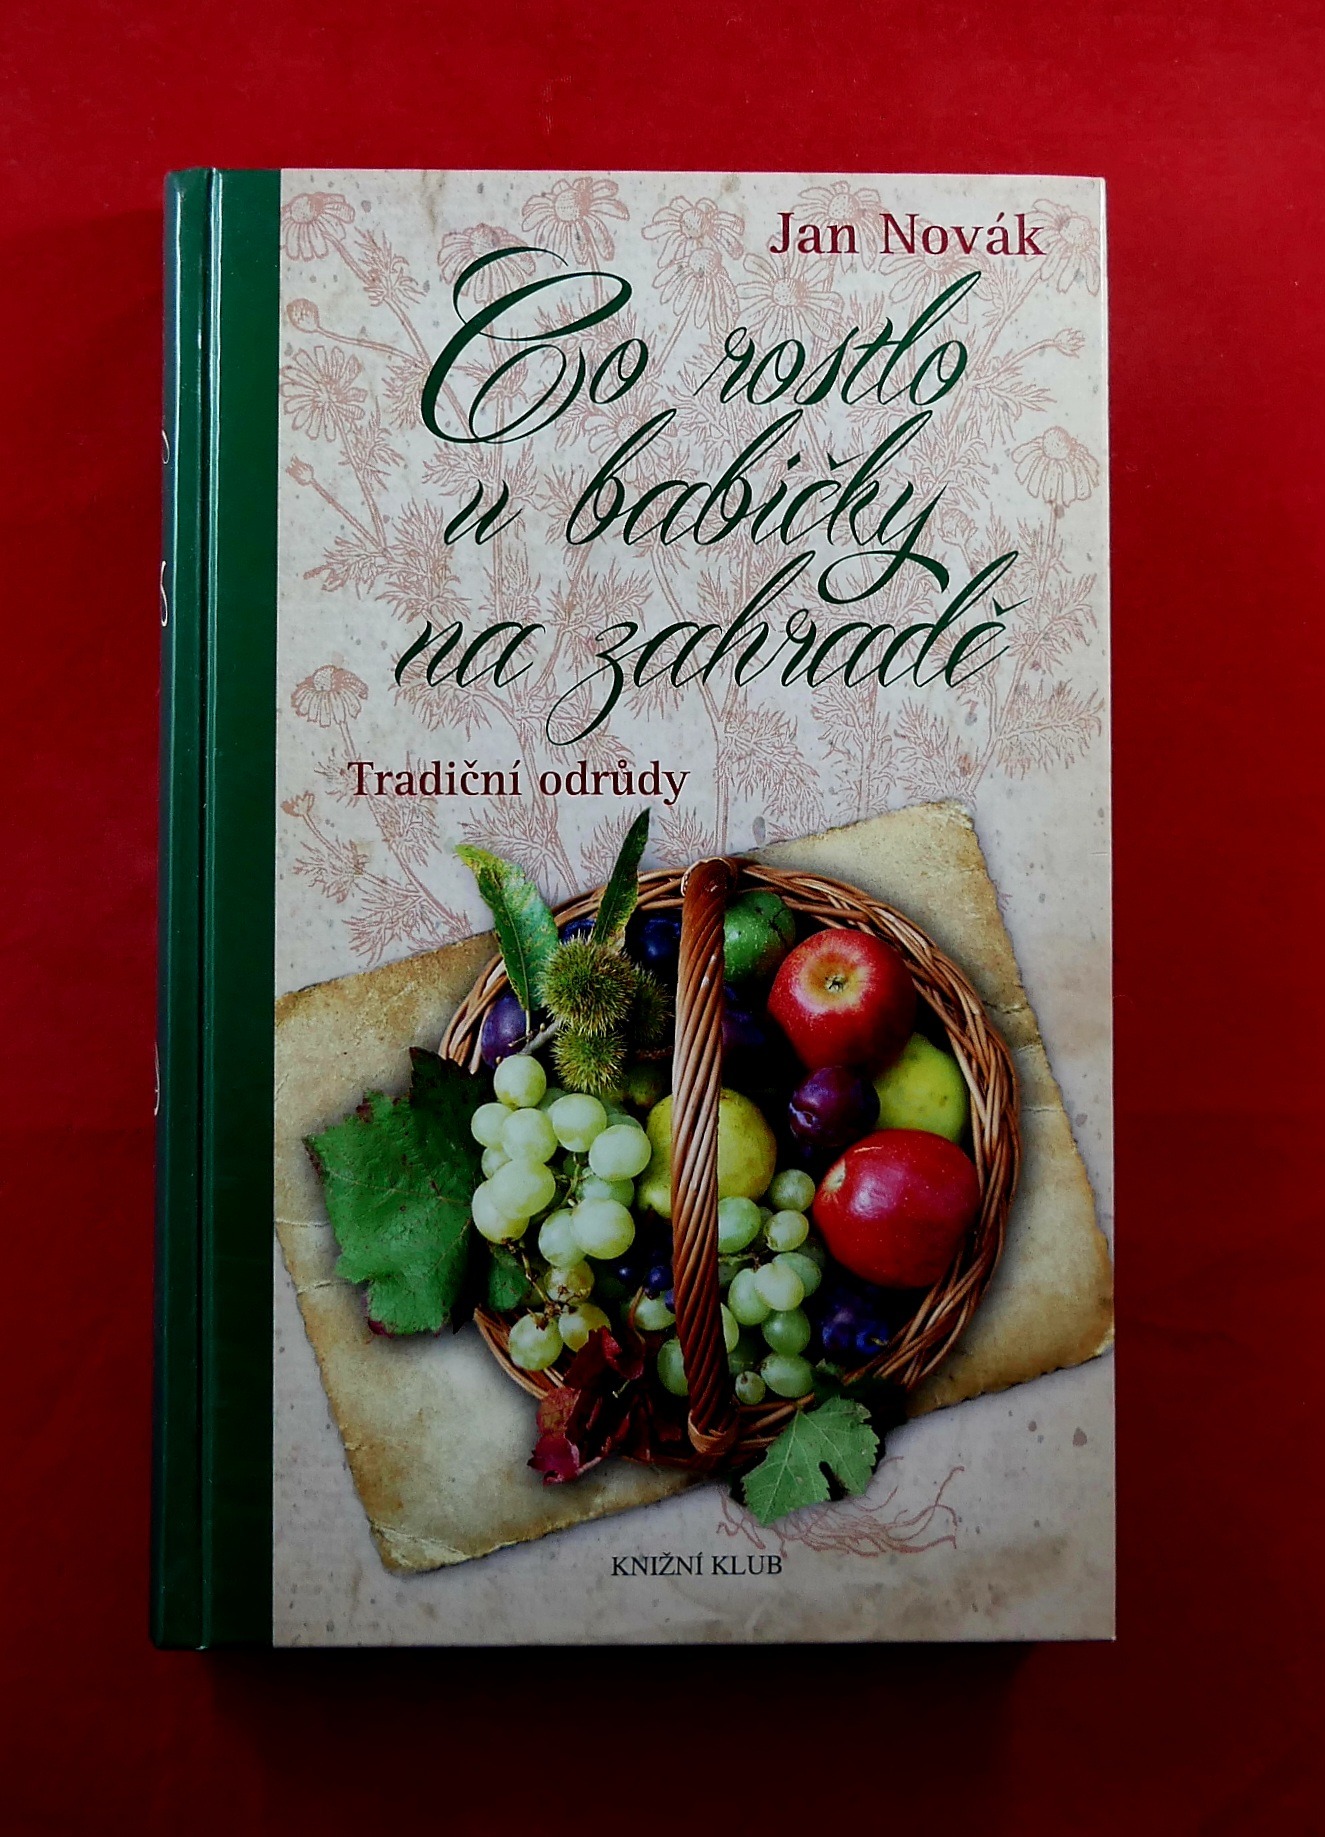 Jan Novák
Co rostlo
u babičky
na zahradě
Tradiční odrůdy
KNIŽNÍ KLUB